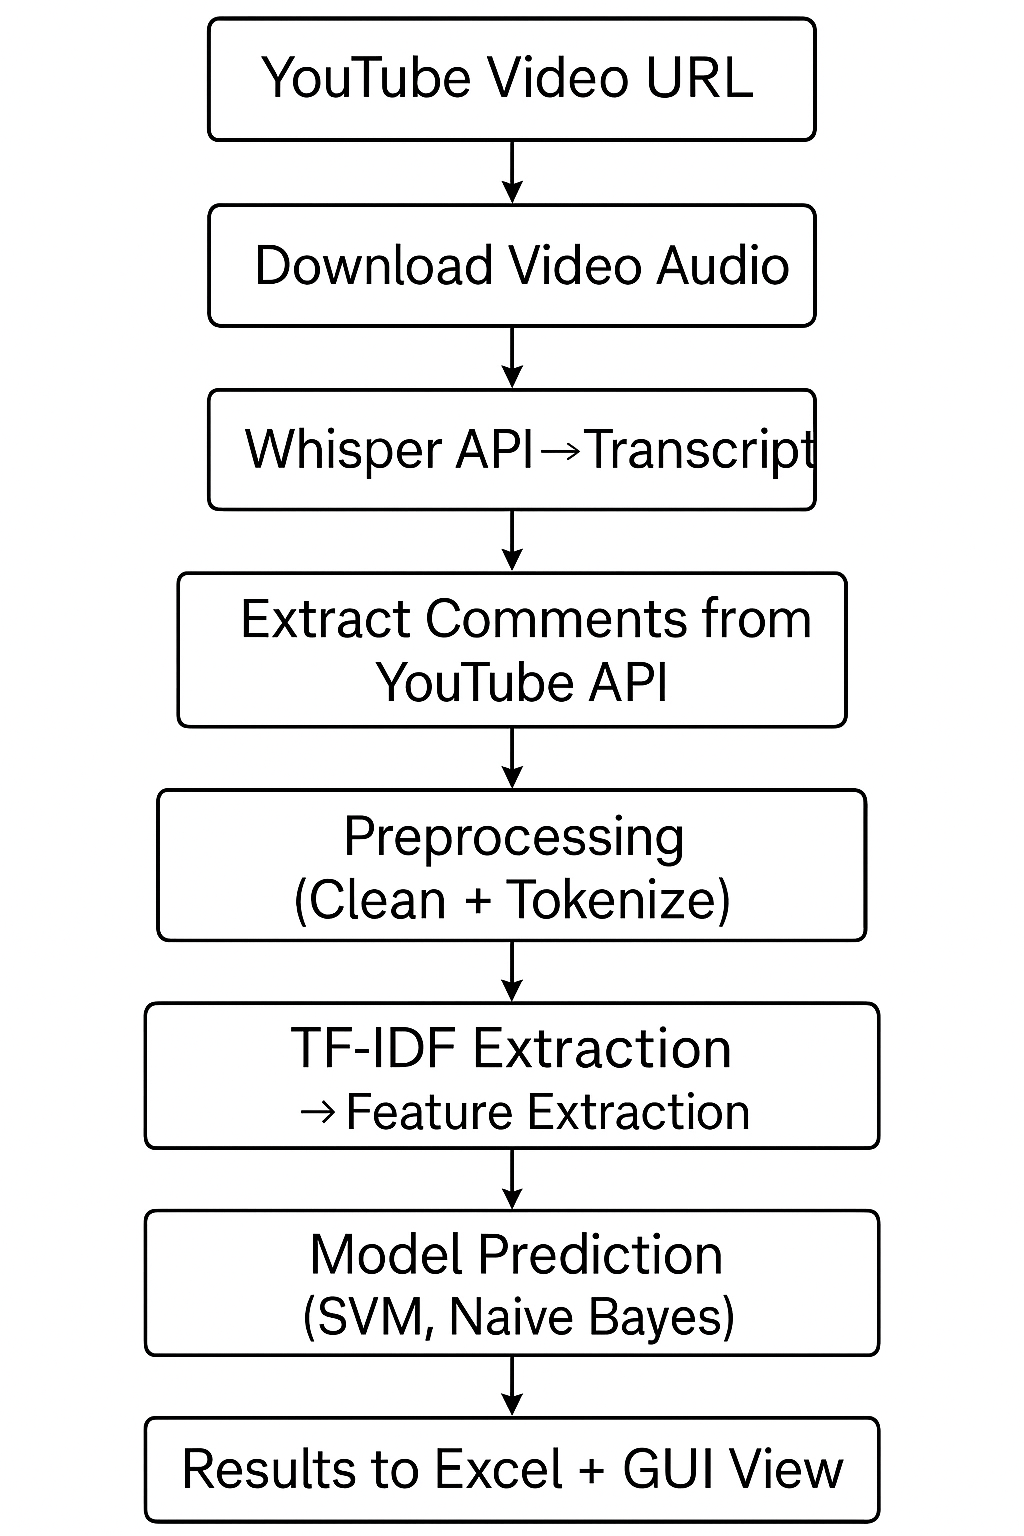 YouTube Video URL
Download Video Audio
Whisper API→Transcript
Extract Comments from
YouTube API
Preprocessing
(Clean + Tokenize)
TF-IDF Extraction
→Feature Extraction
Model Prediction
(SVM, Naive Bayes)
Results to Excel + GUI View